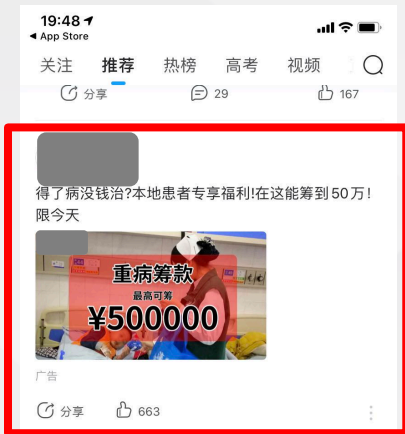 19:48
◀ App Store
关注 推荐 热榜 高考 视频
分享 29 167
得了病没钱治?本地患者专享福利!在这能筹到50万!
限今天
重病筹款
最高可筹
¥500000
广告
分享 663